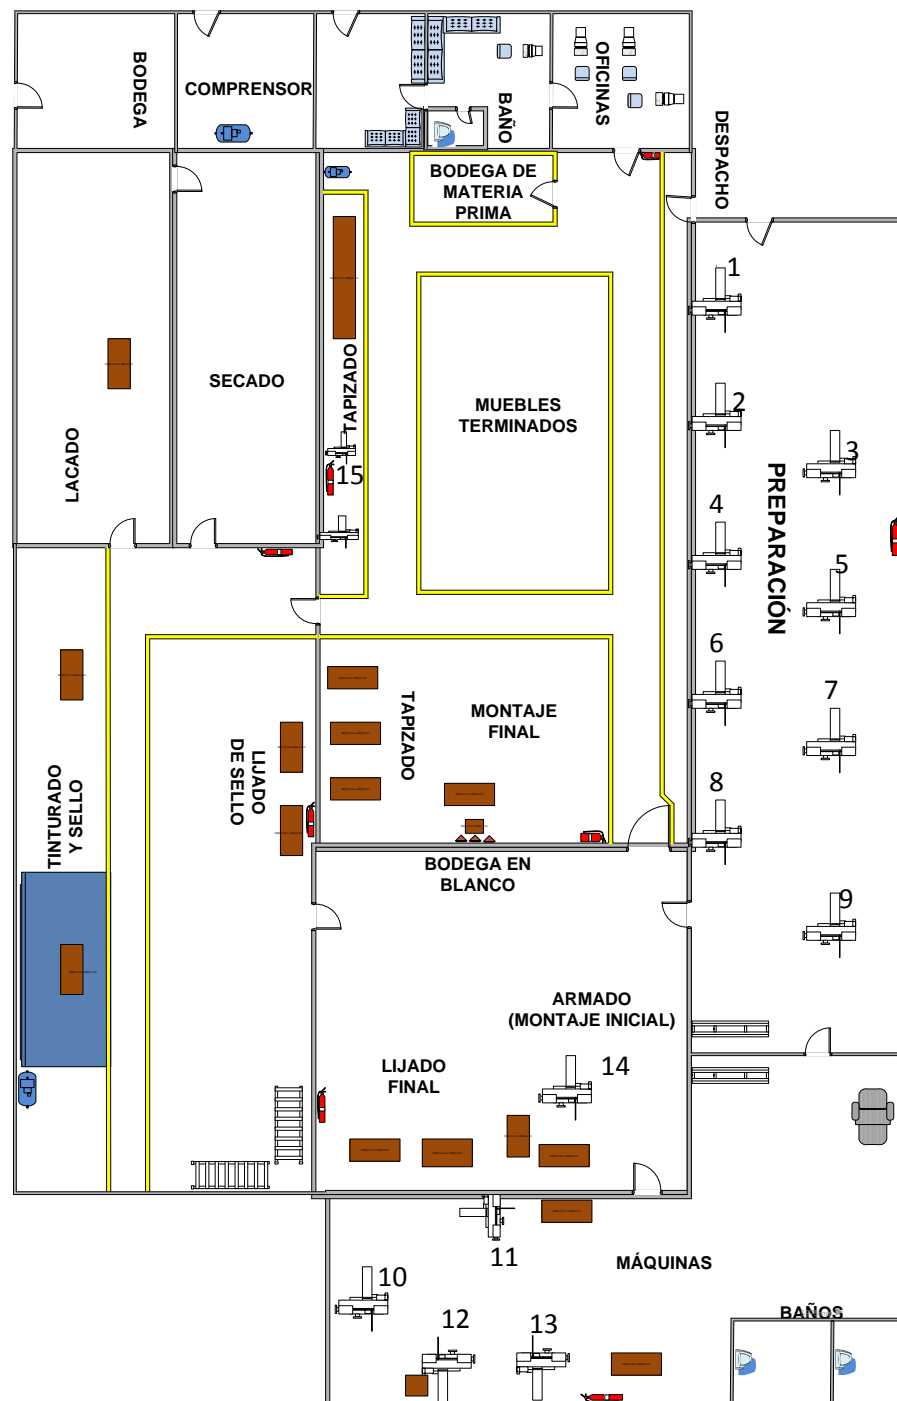 BODEGA
COMPRENSOR
BAÑO
OFICINAS
DESPACHO
BODEGA DE
MATERIA
PRIMA
1
2
3
4
5
6
7
8
9
PREPARACIÓN
LACADO
SECADO
TAPIZADO
15
MUEBLES
TERMINADOS
TINTURADO
Y SELLO
LIJADO
DE SELLO
TAPIZADO
MONTAJE
FINAL
BODEGA EN
BLANCO
ARMADO
(MONTAJE INICIAL)
14
LIJADO
FINAL
11
10
12
13
MÁQUINAS
BAÑOS